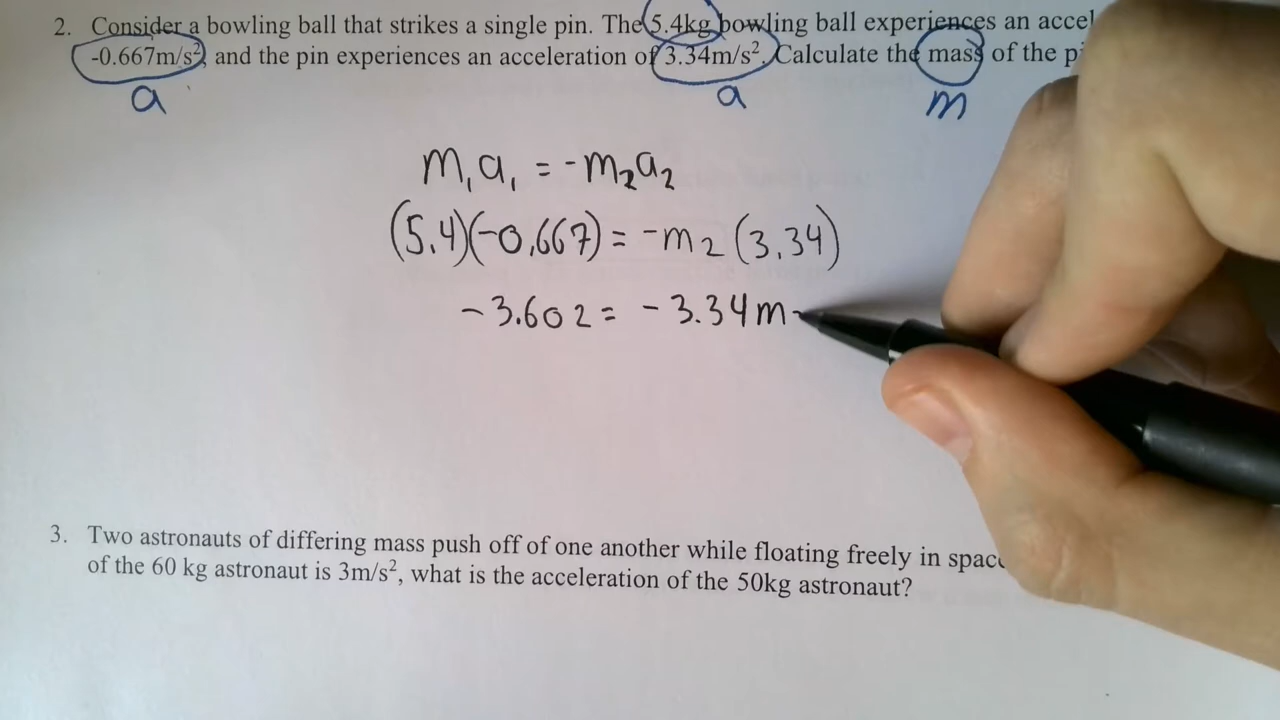 2. Consider a bowling ball that strikes a single pin. The 5.4kg bowling ball experiences an
-0.667m/s², and the pin experiences an acceleration of 3.34m/s². Calculate the mass of the
a a m
m₁a₁ = -m₂a₂
(5.4)(-0.667) = -m₂(3.34)
-3.602 = -3.34m
3. Two astronauts of differing mass push off of one another while floating freely in
of the 60 kg astronaut is 3m/s², what is the acceleration of the 50kg astronaut?